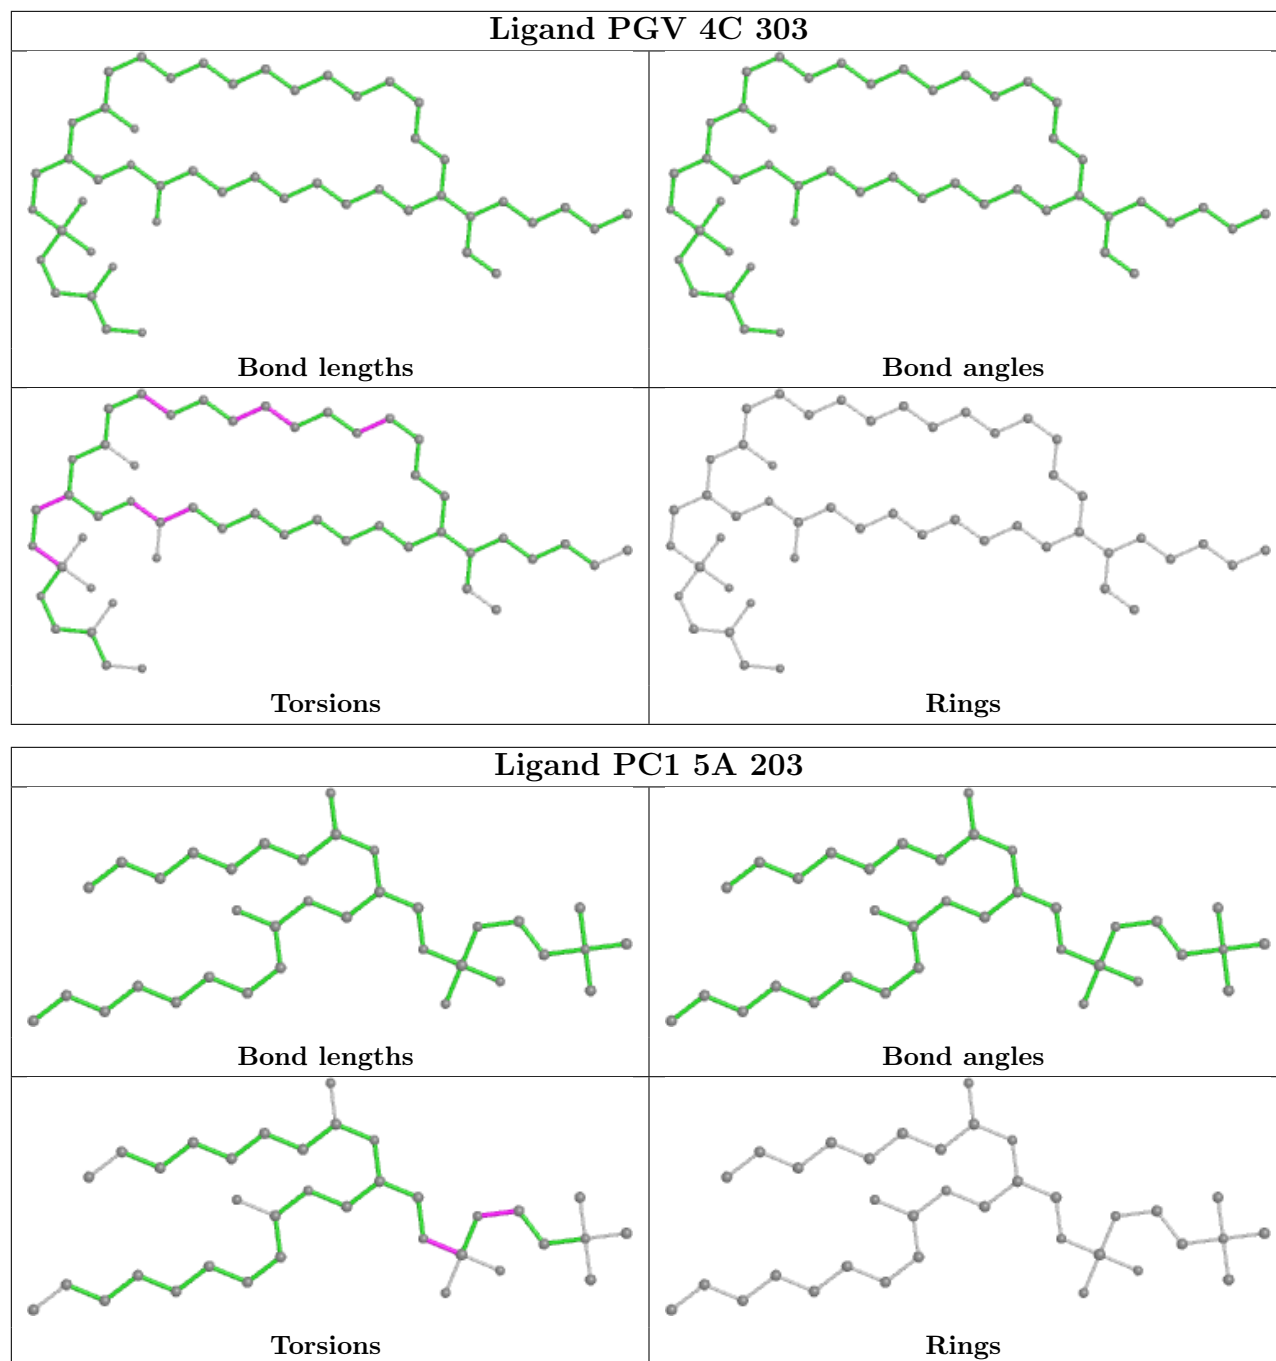 Ligand PGV 4C 303
Bond lengths
Bond angles
Torsions
Rings
Ligand PC1 5A 203
Bond lengths
Bond angles
Torsions
Rings